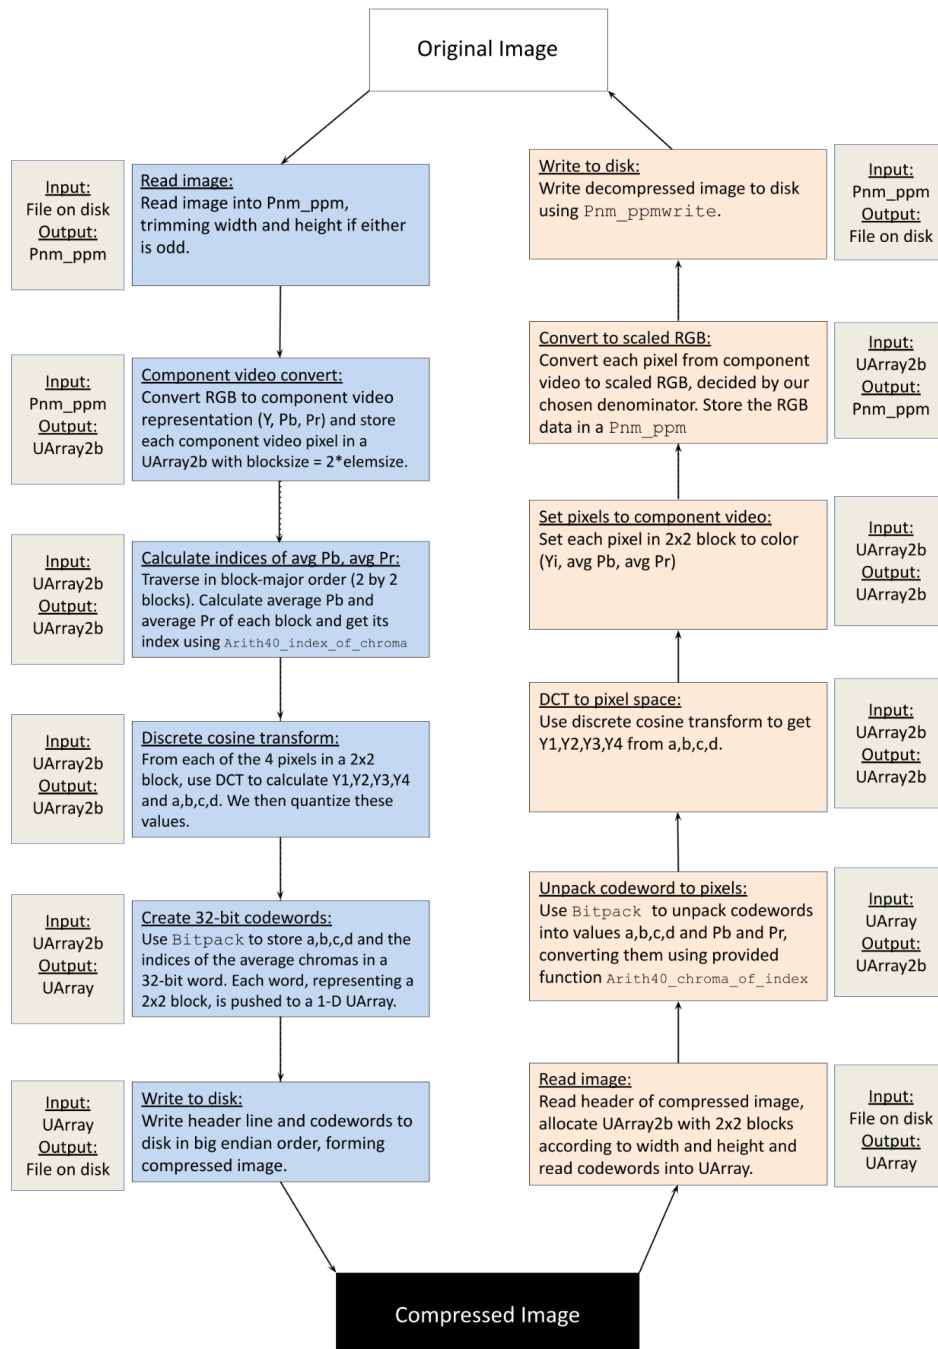 Original Image
Input:
File on disk
Output:
Pnm_ppm
Read image:
Read image into Pnm_ppm,
trimming width and height if either
is odd.
Input:
Pnm_ppm
Output:
UArray2b
Component video convert:
Convert RGB to component video
representation (Y, Pb, Pr) and store
each component video pixel in a
UArray2b with blocksize = 2*elemsize.
Input:
UArray2b
Output:
UArray2b
Calculate indices of avg Pb, avg Pr:
Traverse in block-major order (2 by 2
blocks). Calculate average Pb and
average Pr of each block and get its
index using Arith40_index_of_chroma
Input:
UArray2b
Output:
UArray2b
Discrete cosine transform:
From each of the 4 pixels in a 2x2
block, use DCT to calculate Y1,Y2,Y3,Y4
and a,b,c,d. We then quantize these
values.
Input:
UArray2b
Output:
UArray
Create 32-bit codewords:
Use Bitpack to store a,b,c,d and the
indices of the average chromas in a
32-bit word. Each word, representing a
2x2 block, is pushed to a 1-D UArray.
Input:
UArray
Output:
File on disk
Write to disk:
Write header line and codewords to
disk in big endian order, forming
compressed image.
Write to disk:
Write decompressed image to disk
using Pnm_ppmwrite.
Input:
Pnm_ppm
Output:
File on disk
Convert to scaled RGB:
Convert each pixel from component
video to scaled RGB, decided by our
chosen denominator. Store the RGB
data in a Pnm_ppm
Input:
UArray2b
Output:
Pnm_ppm
Set pixels to component video:
Set each pixel in 2x2 block to color
(Yi, avg Pb, avg Pr)
Input:
UArray2b
Output:
UArray2b
DCT to pixel space:
Use discrete cosine transform to get
Y1,Y2,Y3,Y4 from a,b,c,d.
Input:
UArray2b
Output:
UArray2b
Unpack codeword to pixels:
Use Bitpack to unpack codewords
into values a,b,c,d and Pb and Pr,
converting them using provided
function Arith40_chroma_of_index
Input:
UArray
Output:
UArray2b
Read image:
Read header of compressed image,
allocate UArray2b with 2x2 blocks
according to width and height and
read codewords into UArray.
Input:
File on disk
Output:
UArray
Compressed Image